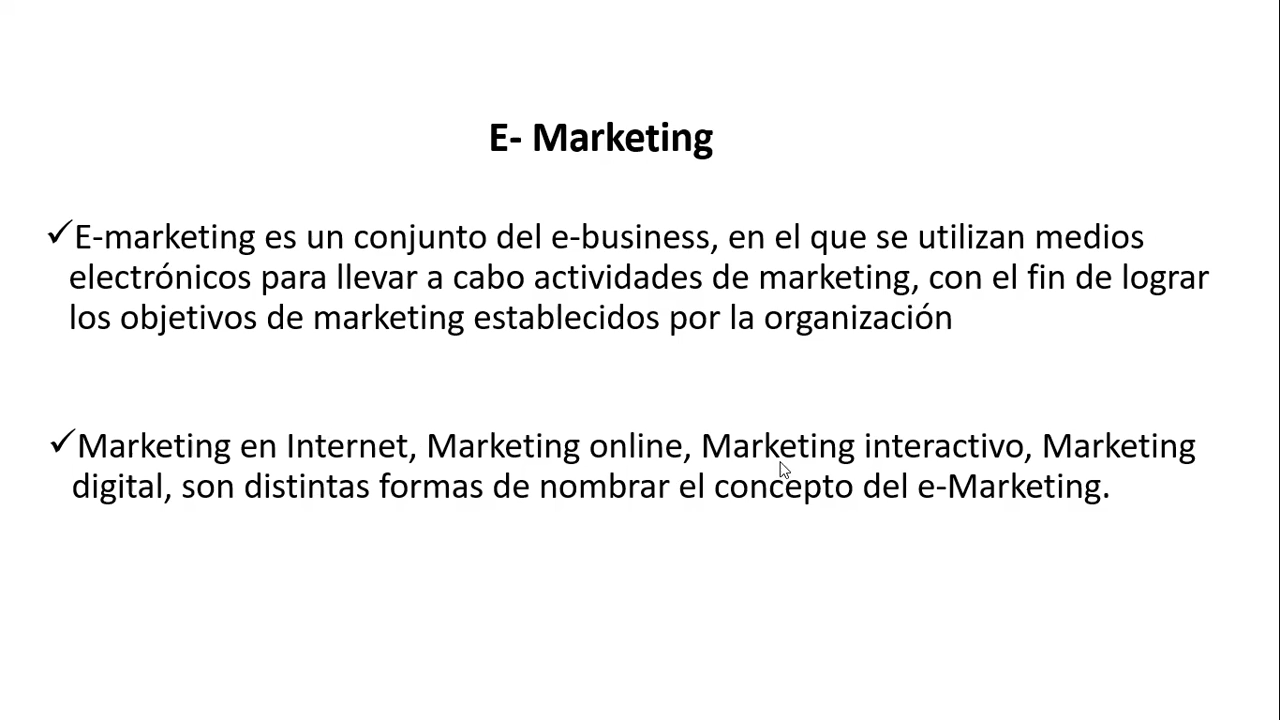 E- Marketing
✓E-marketing es un conjunto del e-business, en el que se utilizan medios
electrónicos para llevar a cabo actividades de marketing, con el fin de lograr
los objetivos de marketing establecidos por la organización
✓Marketing en Internet, Marketing online, Marketing interactivo, Marketing
digital, son distintas formas de nombrar el concepto del e-Marketing.